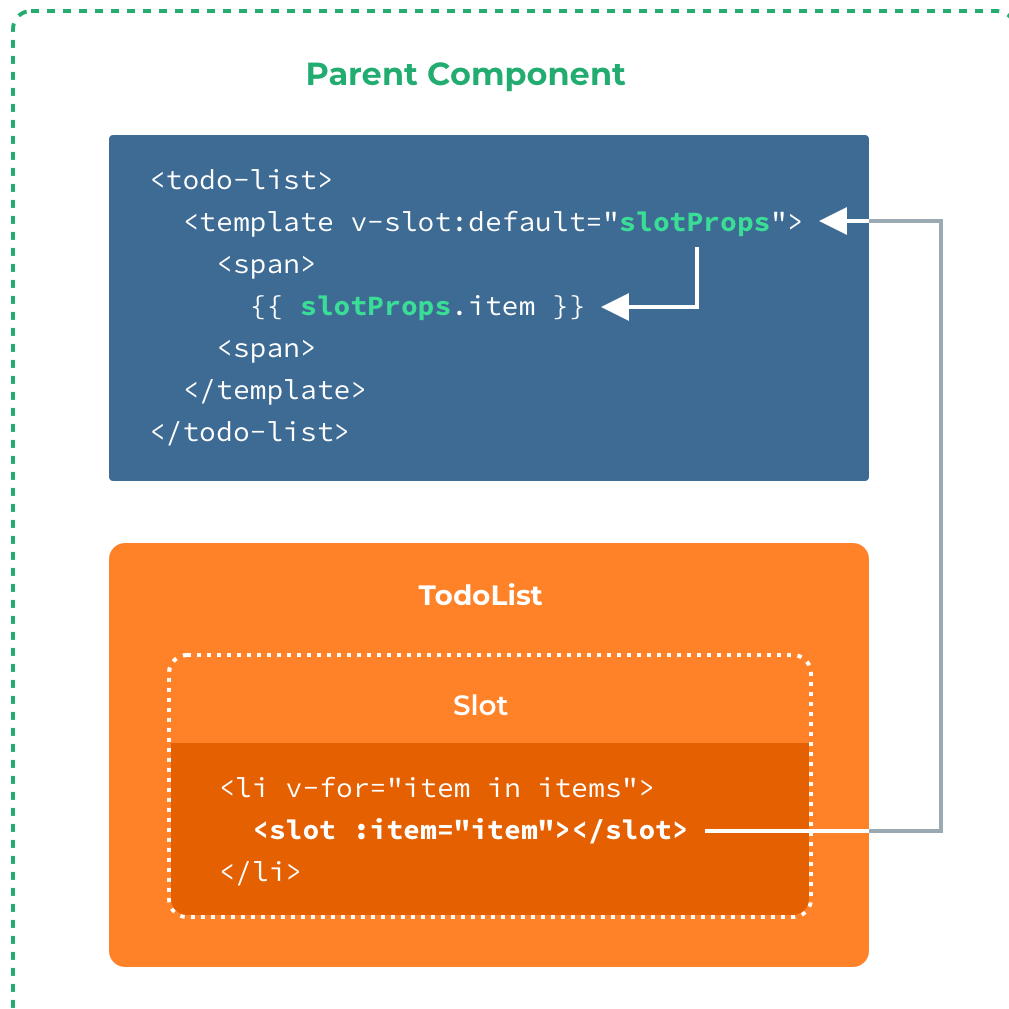 Parent Component
<todo-list>
<template v-slot:default="slotProps">
<span>
{{ slotProps.item }}
<span>
</template>
</todo-list>
TodoList
Slot
<li v-for="item in items">
<slot :item="item"></slot>
</li>